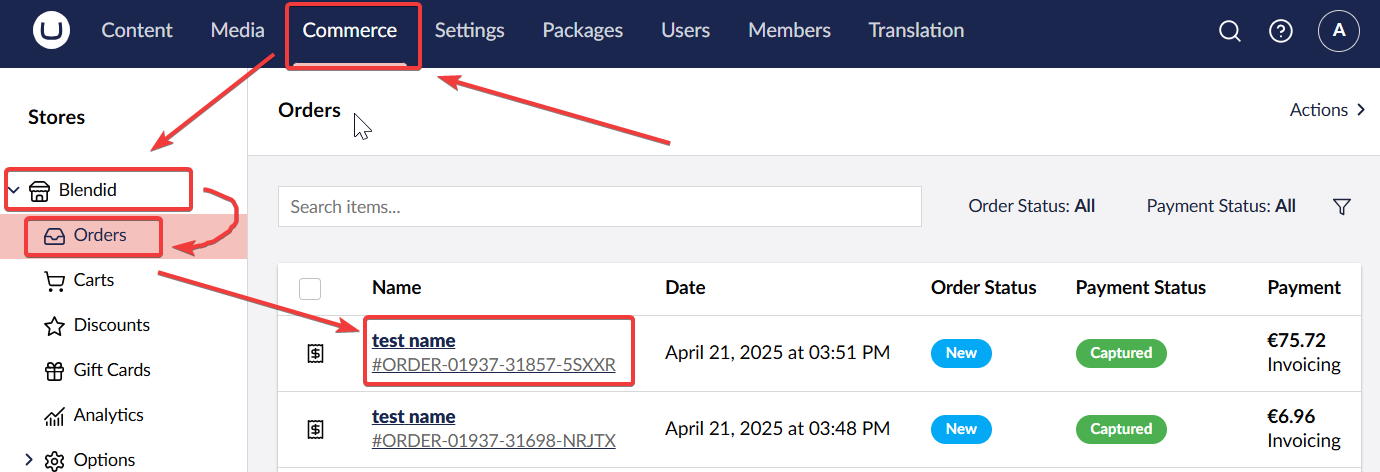 U
Content Media Commerce Settings Packages Users Members Translation
A
Stores
Orders
Actions
Blendid
Orders
Carts
Discounts
Gift Cards
Analytics
Options
Search items...
Order Status: All
Payment Status: All
Name Date Order Status Payment Status Payment
test name April 21, 2025 at 03:51 PM New Captured €75.72
#ORDER-01937-31857-5SXXR Invoicing
test name April 21, 2025 at 03:48 PM New Captured €6.96
#ORDER-01937-31698-NRJTX Invoicing